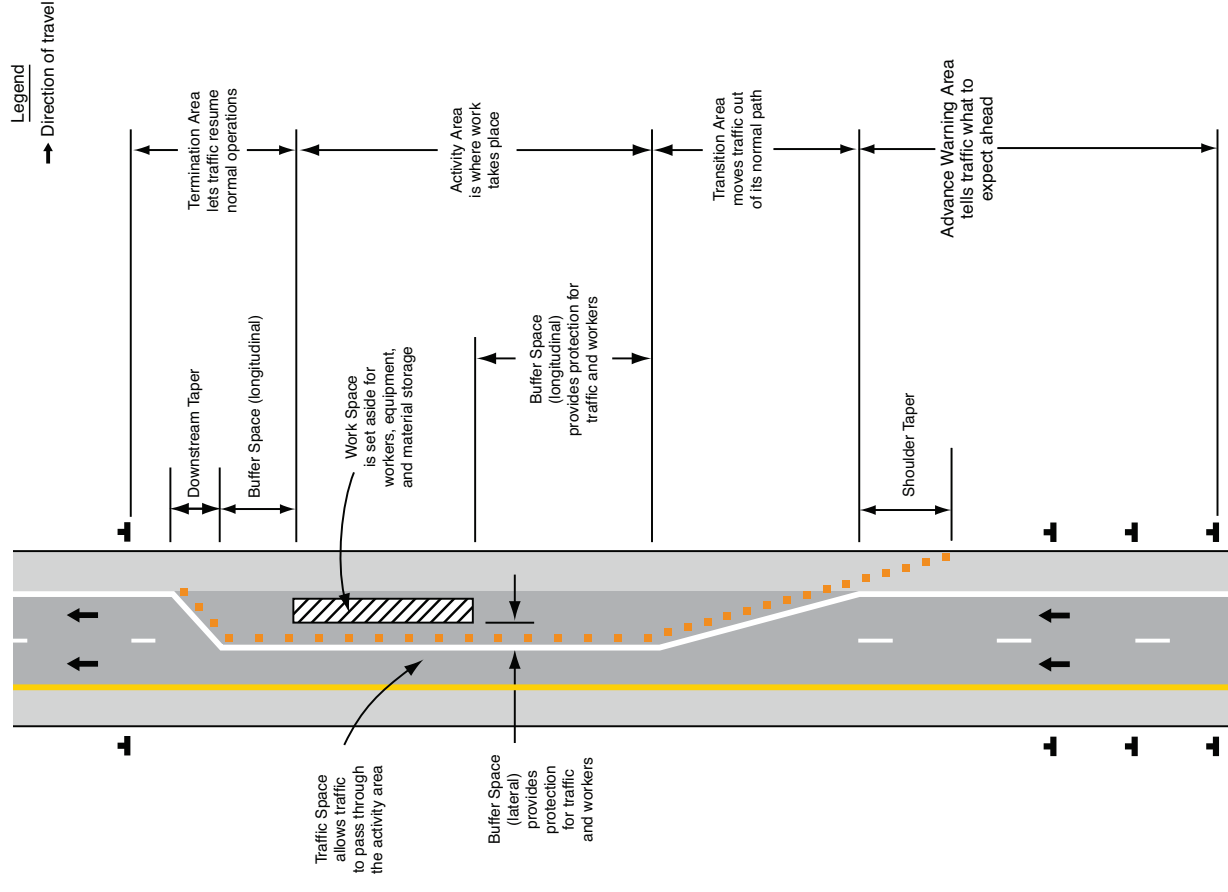 Legend
Direction of travel
Termination Area
lets traffic resume
normal operations
Activity Area
is where work
takes place
Transition Area
moves traffic out
of its normal path
Advance Warning Area
tells traffic what to
expect ahead
Downstream Taper
Buffer Space (longitudinal)
Work Space
is set aside for
workers, equipment,
and material storage
Buffer Space
(longitudinal)
provides protection for
traffic and workers
Shoulder Taper
Traffic Space
allows traffic
to pass through
the activity area
Buffer Space
(lateral)
provides
protection
for traffic
and workers